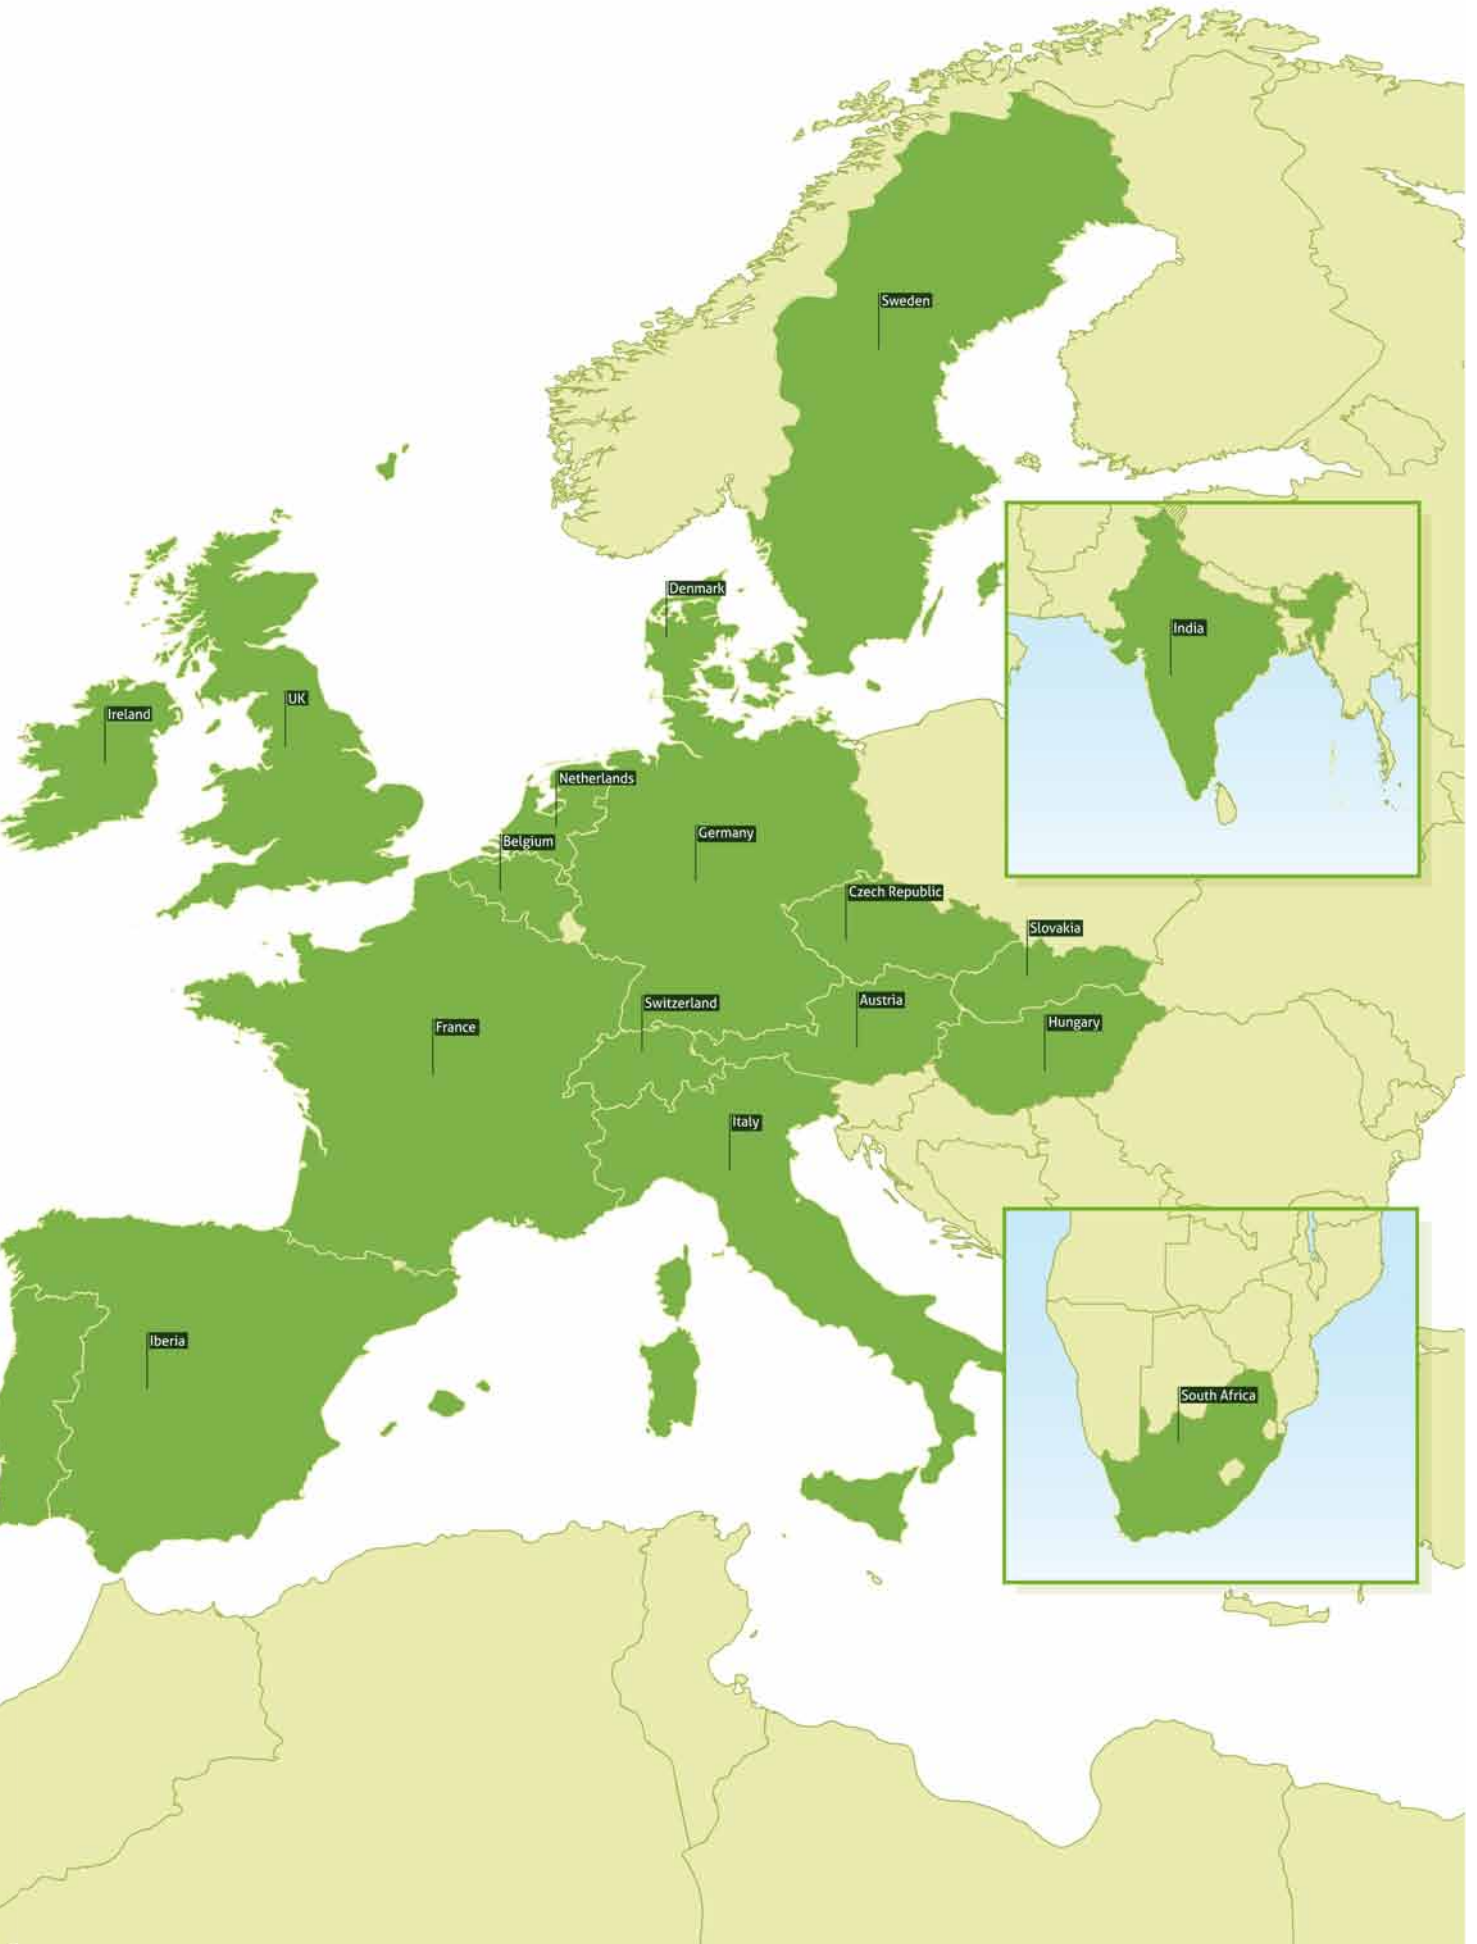 Sweden
Denmark
India
UK
Ireland
Netherlands
Germany
Belgium
Czech Republic
Slovakia
Austria
Switzerland
Hungary
France
Italy
Iberia
South Africa